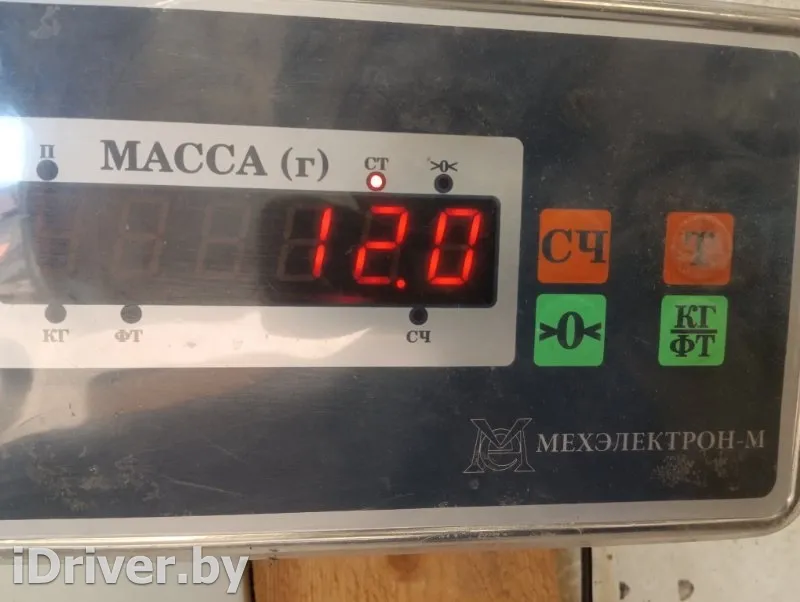 П МАССА (г) СТ >0<
12.0
КГ ФТ СЧ
СЧ Т
>0< КГ
ФТ
МЕХЭЛЕКТРОН-М
iDriver.by